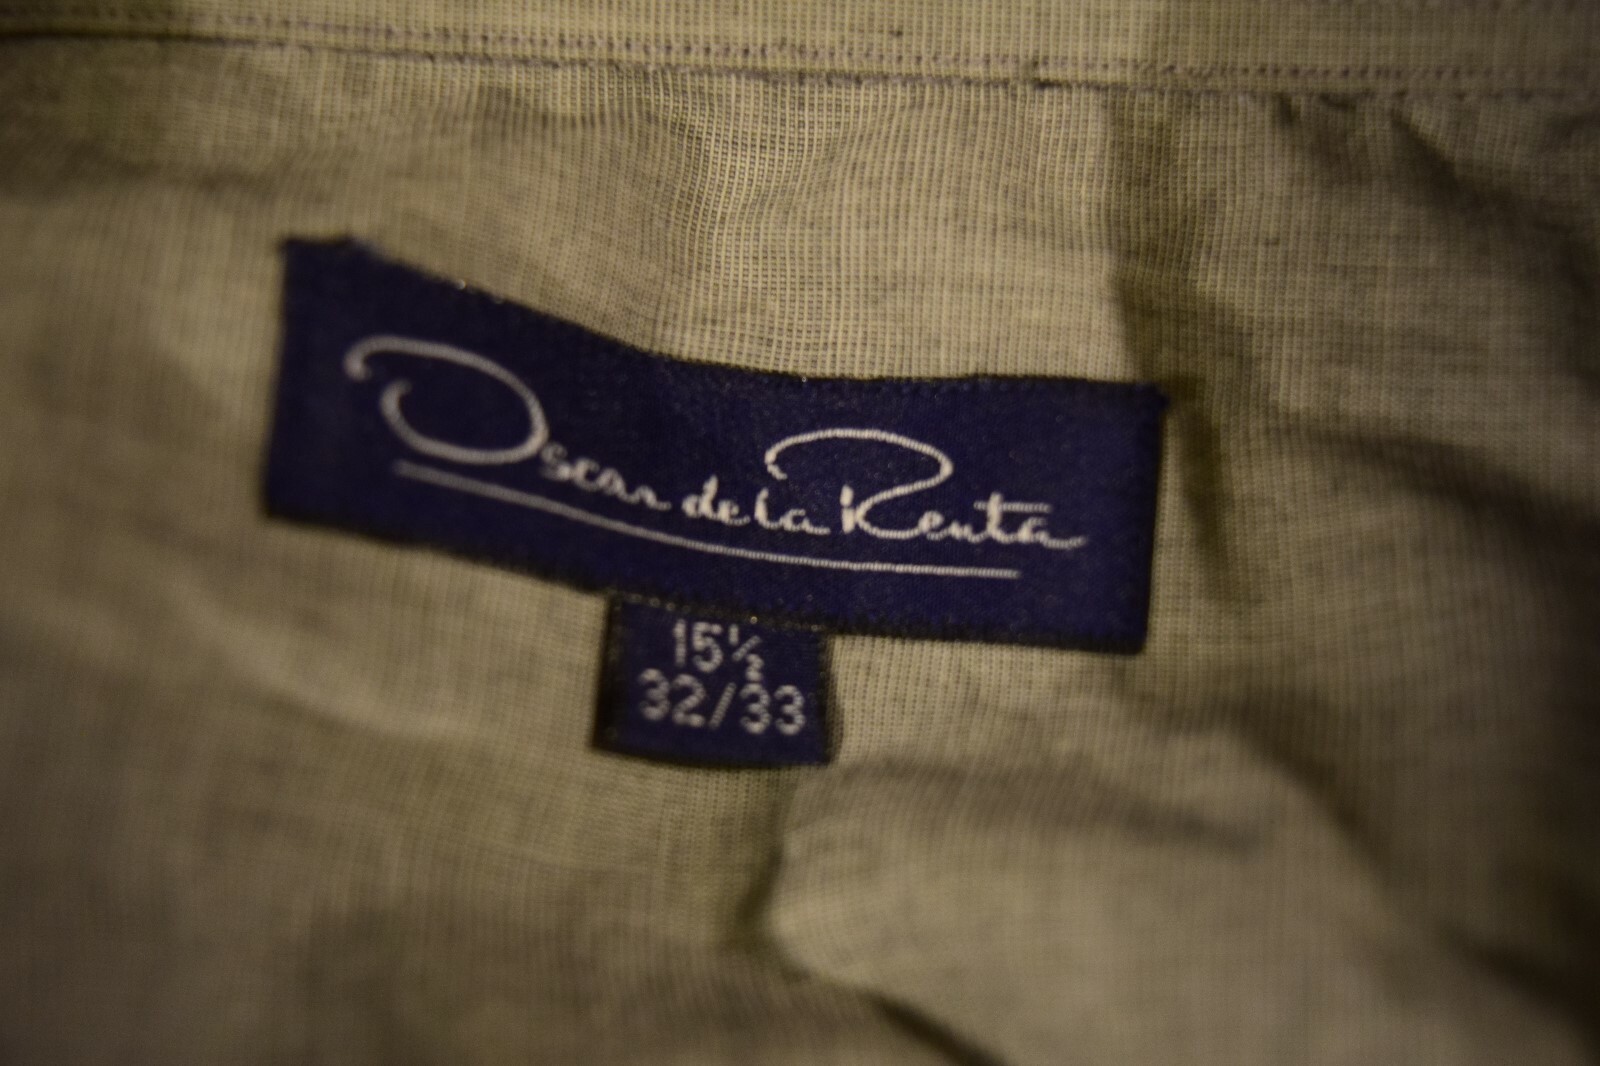 Oscar de la Renta
15½
32/33